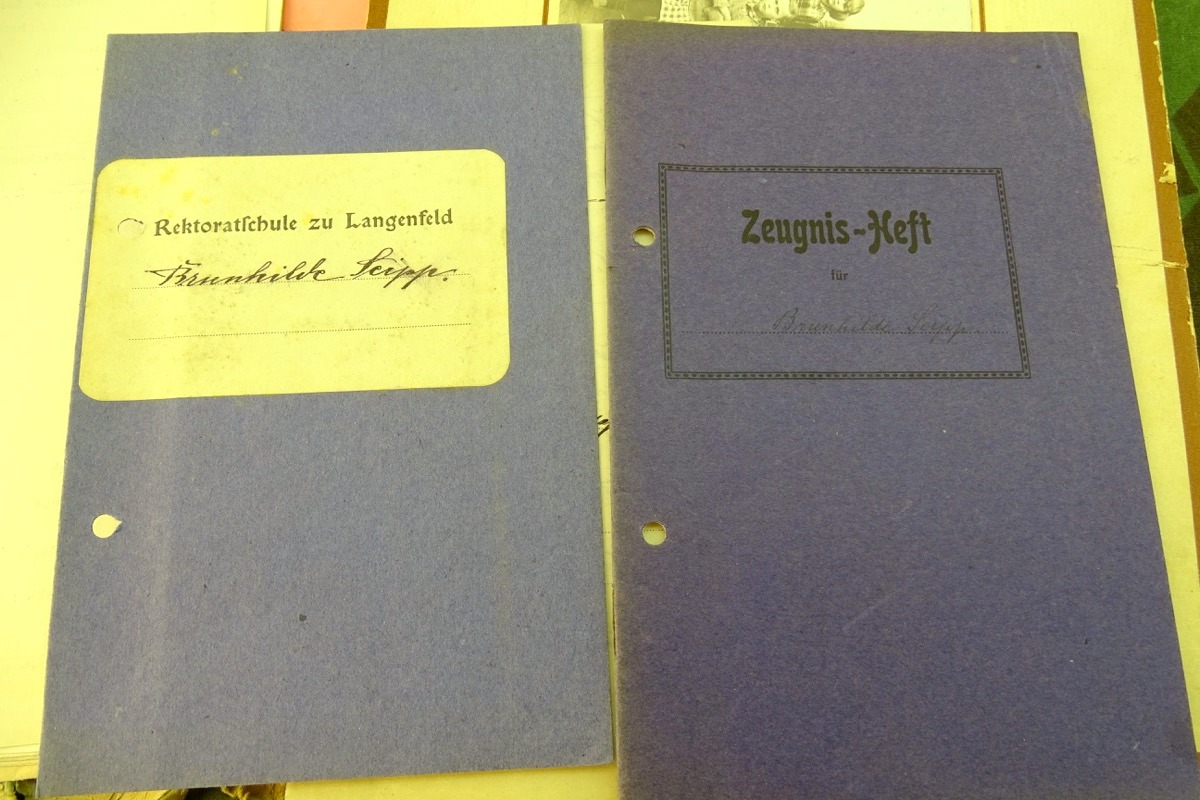 Rektoratſchule zu Langenfeld
Brunhilde Seipp.
Zeugnis-Heft
für
Brunhilde Seipp.